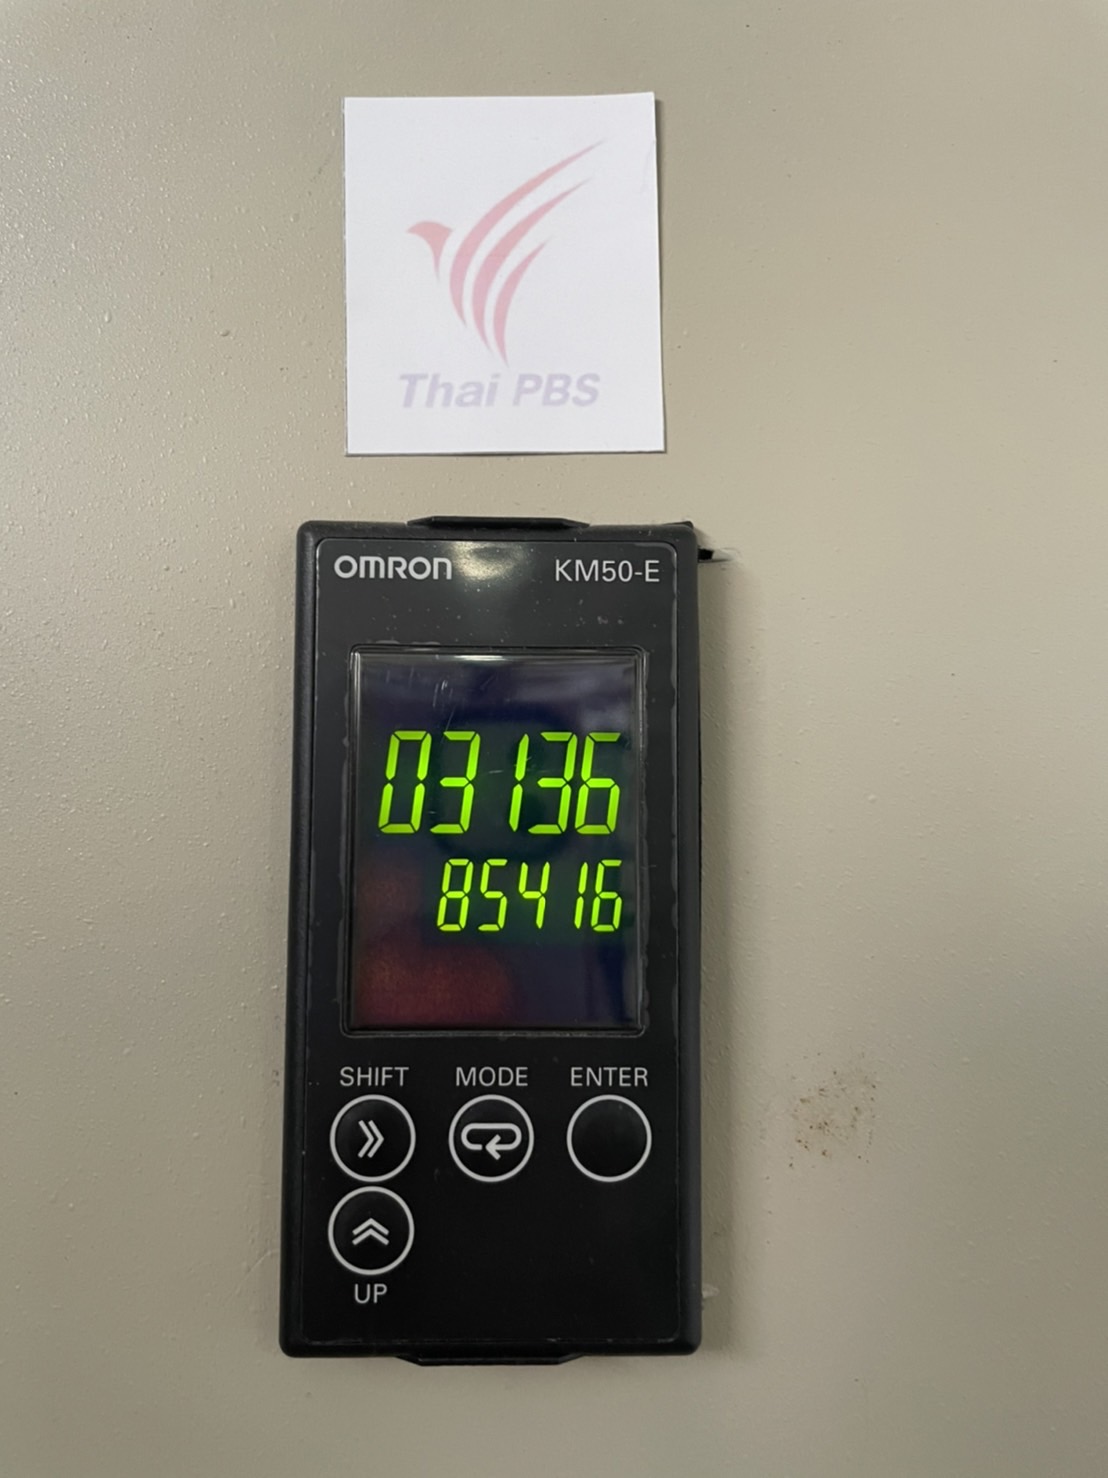 Thai PBS
OMRON KM50-E
03136
85416
SHIFT MODE ENTER
UP